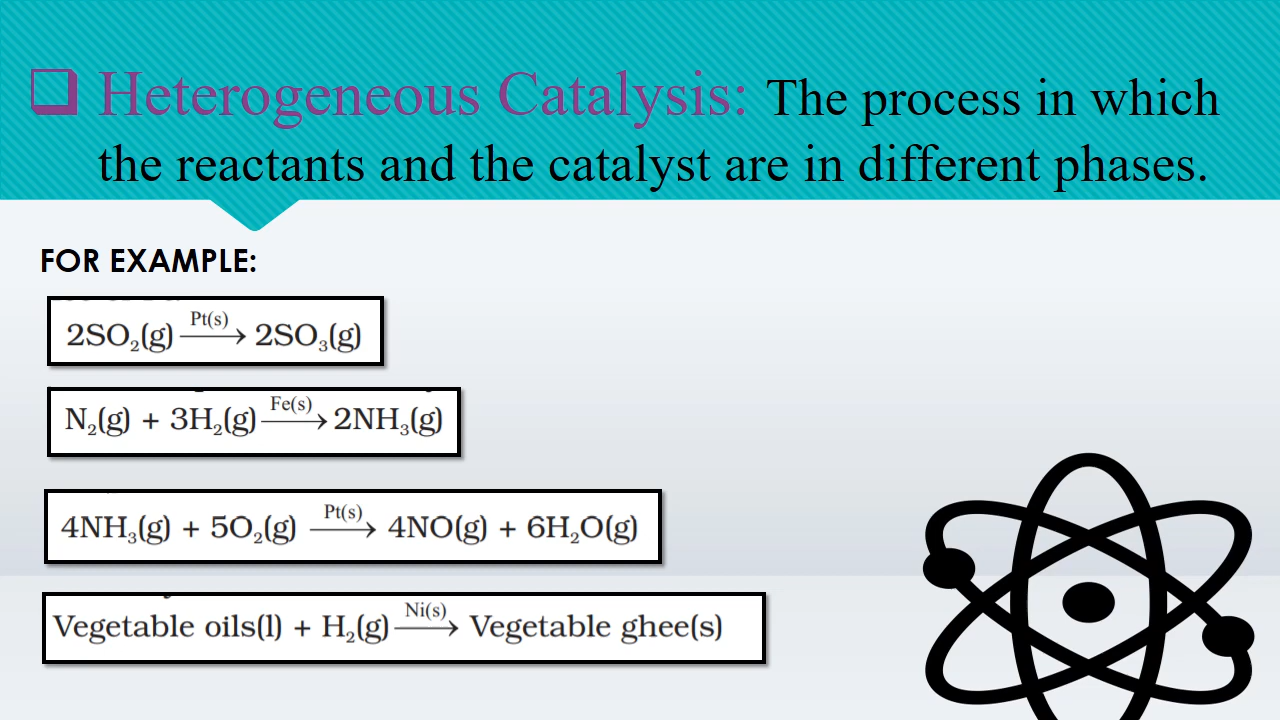 Heterogeneous Catalysis: The process in which
the reactants and the catalyst are in different phases.
FOR EXAMPLE:
2SO₂(g) Pt(s)⟶ 2SO₃(g)
N₂(g) + 3H₂(g) Fe(s)⟶ 2NH₃(g)
4NH₃(g) + 5O₂(g) Pt(s)⟶ 4NO(g) + 6H₂O(g)
Vegetable oils(l) + H₂(g) Ni(s)⟶ Vegetable ghee(s)